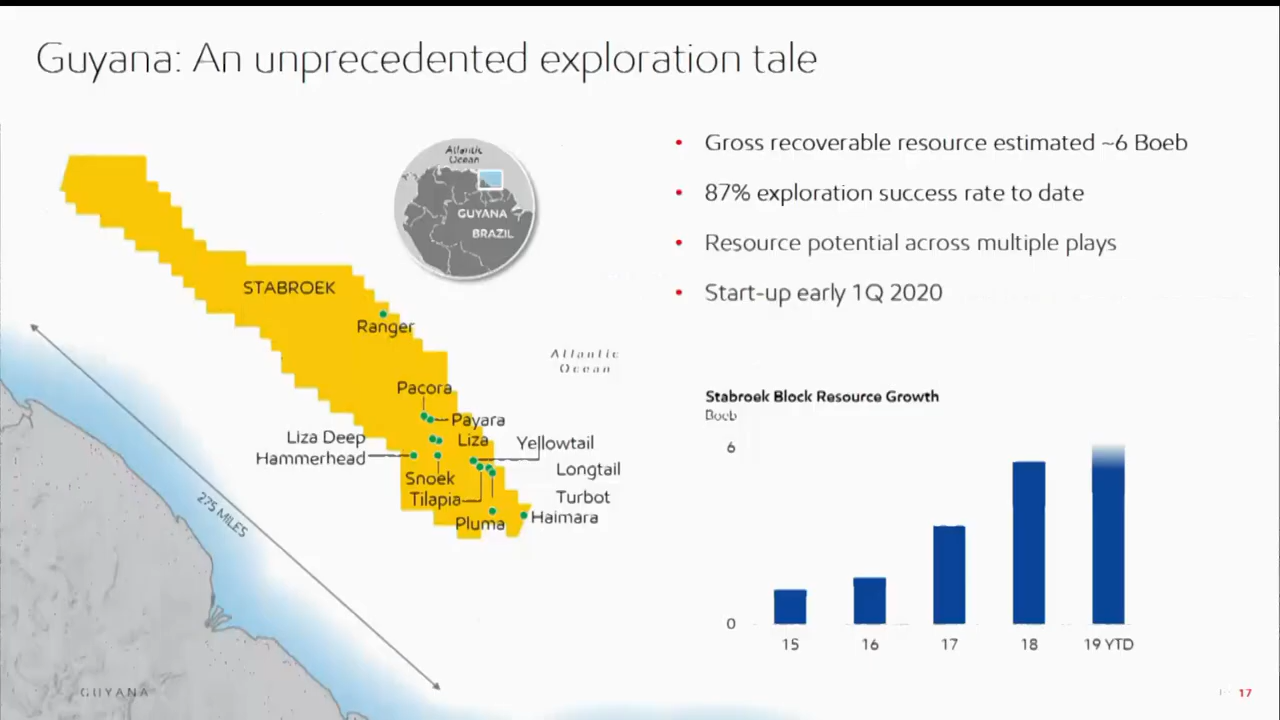 Guyana: An unprecedented exploration tale
• Gross recoverable resource estimated ~6 Boeb
• 87% exploration success rate to date
• Resource potential across multiple plays
• Start-up early 1Q 2020
Atlantic
Ocean
GUYANA
BRAZIL
STABROEK
Ranger
Atlantic
Ocean
Pacora
Payara
Liza Deep
Liza
Yellowtail
Hammerhead
Longtail
Snoek
Tilapia
Turbot
Pluma
Haimara
275 MILES
GUYANA
Stabroek Block Resource Growth
Boeb
6
0
15 16 17 18 19 YTD
17